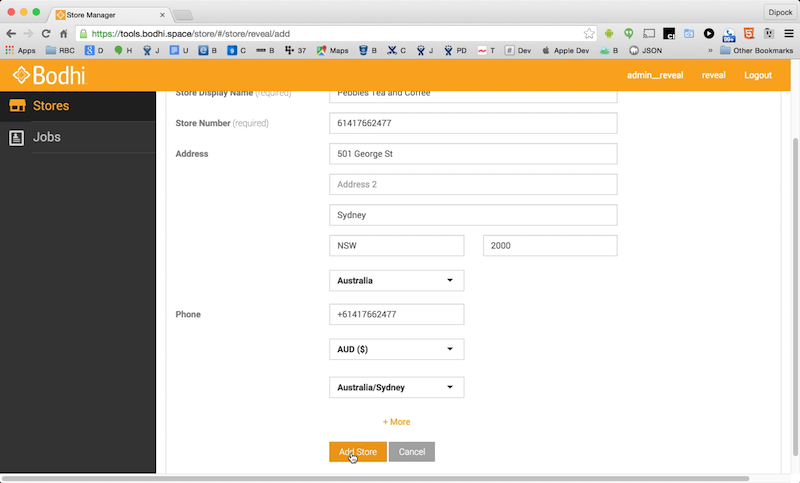 Store Manager
Dipock
https://tools.bodhi.space/store/#/store/reveal/add
Apps RBC D H J E C W B 37 Maps B C J PD T Dev Apple Dev B JSON » Other Bookmarks
Bodhi
admin__reveal reveal Logout
Stores
Jobs
Store Display Name (required) Pebbles Tea and Coffee
Store Number (required) 61417662477
Address 501 George St
Address 2
Sydney
NSW 2000
Australia
Phone +61417662477
AUD ($)
Australia/Sydney
+ More
Add Store Cancel